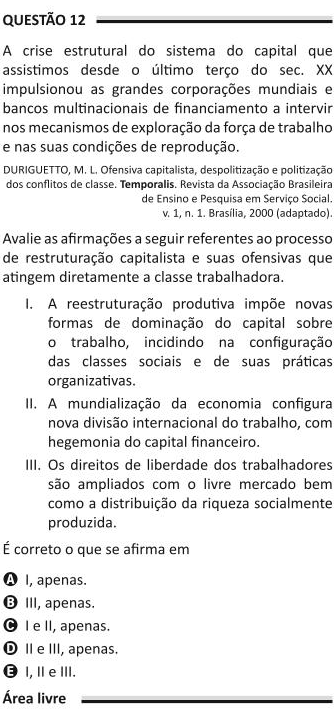 QUESTÃO 12
A crise estrutural do sistema do capital que
assistimos desde o último terço do sec. XX
impulsionou as grandes corporações mundiais e
bancos multinacionais de financiamento a intervir
nos mecanismos de exploração da força de trabalho
e nas suas condições de reprodução.
DURIGUETTO, M. L. Ofensiva capitalista, despolitização e politização
dos conflitos de classe. Temporalis. Revista da Associação Brasileira
de Ensino e Pesquisa em Serviço Social.
v. 1, n. 1. Brasília, 2000 (adaptado).
Avalie as afirmações a seguir referentes ao processo
de restruturação capitalista e suas ofensivas que
atingem diretamente a classe trabalhadora.
I. A reestruturação produtiva impõe novas
formas de dominação do capital sobre
o trabalho, incidindo na configuração
das classes sociais e de suas práticas
organizativas.
II. A mundialização da economia configura
nova divisão internacional do trabalho, com
hegemonia do capital financeiro.
III. Os direitos de liberdade dos trabalhadores
são ampliados com o livre mercado bem
como a distribuição da riqueza socialmente
produzida.
É correto o que se afirma em
A I, apenas.
B III, apenas.
C I e II, apenas.
D II e III, apenas.
E I, II e III.
Área livre